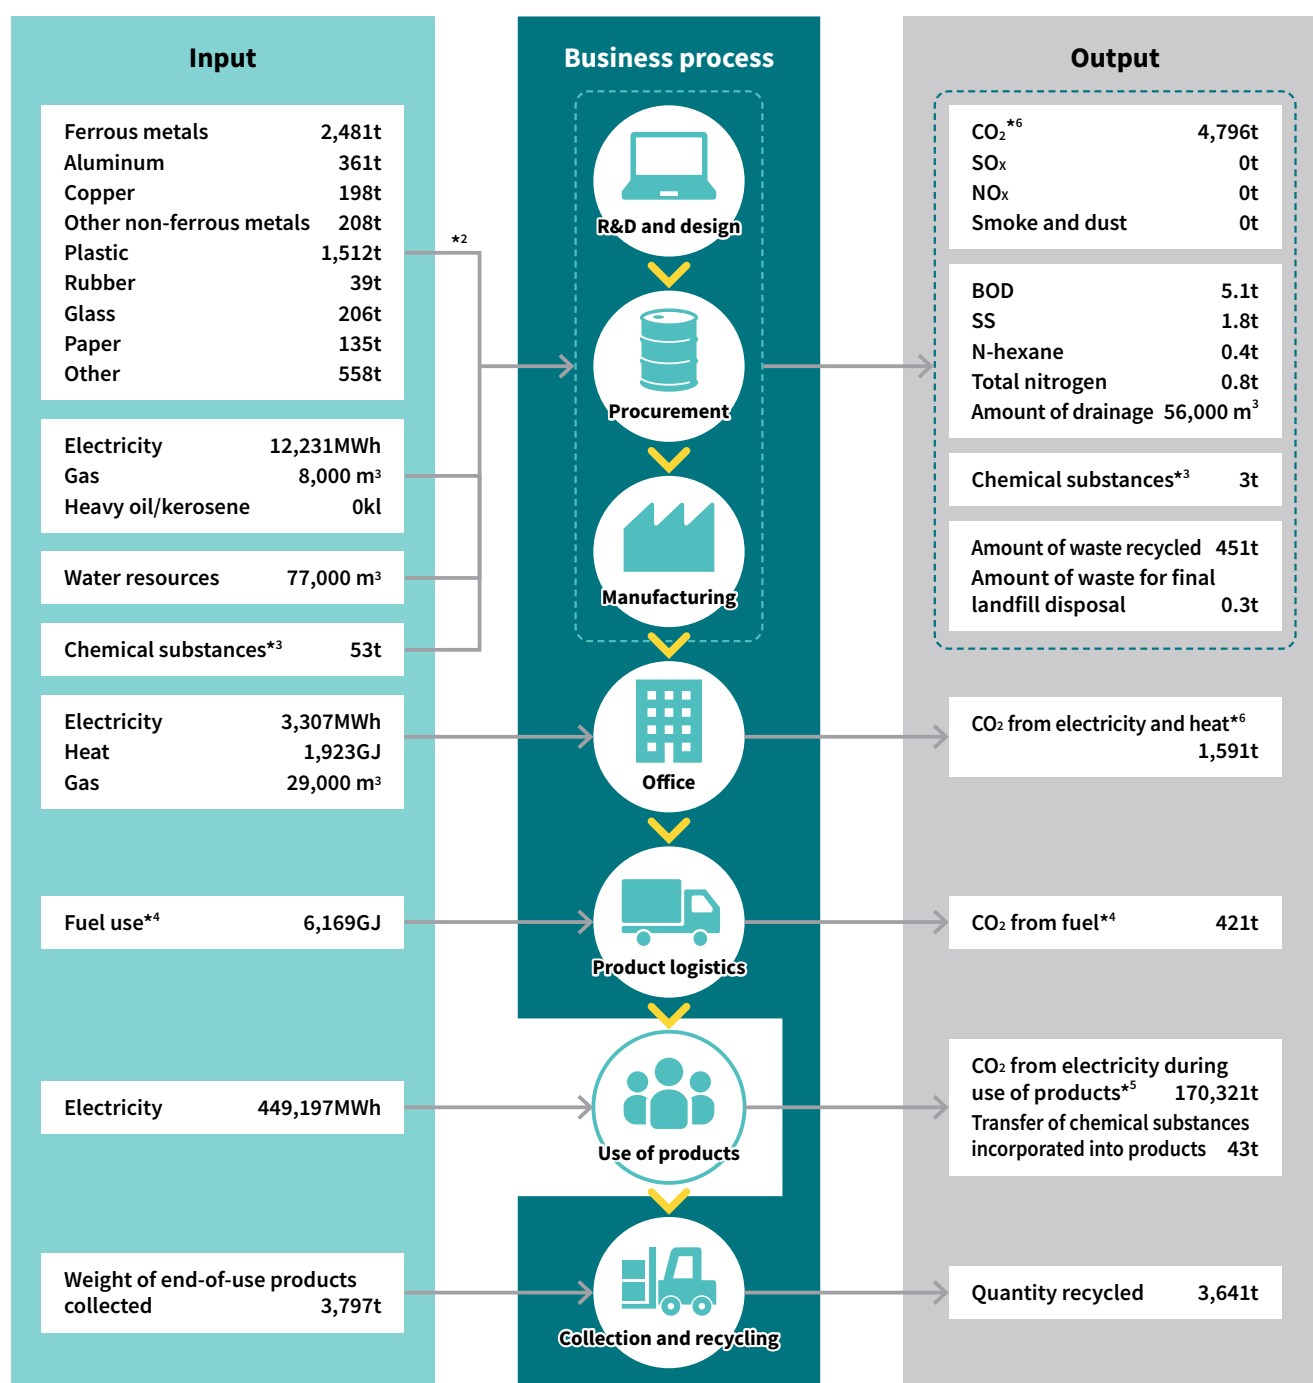 Input
Ferrous metals 2,481t
Aluminum 361t
Copper 198t
Other non-ferrous metals 208t
Plastic 1,512t
Rubber 39t
Glass 206t
Paper 135t
Other 558t
*2
Electricity 12,231MWh
Gas 8,000 m³
Heavy oil/kerosene 0kl
Water resources 77,000 m³
Chemical substances*3 53t
Electricity 3,307MWh
Heat 1,923GJ
Gas 29,000 m³
Fuel use*4 6,169GJ
Electricity 449,197MWh
Weight of end-of-use products
collected 3,797t
Business process
R&D and design
Procurement
Manufacturing
Office
Product logistics
Use of products
Collection and recycling
Output
CO₂*6 4,796t
SOx 0t
NOx 0t
Smoke and dust 0t
BOD 5.1t
SS 1.8t
N-hexane 0.4t
Total nitrogen 0.8t
Amount of drainage 56,000 m³
Chemical substances*3 3t
Amount of waste recycled 451t
Amount of waste for final
landfill disposal 0.3t
CO₂ from electricity and heat*6
1,591t
CO₂ from fuel*4 421t
CO₂ from electricity during
use of products*5 170,321t
Transfer of chemical substances
incorporated into products 43t
Quantity recycled 3,641t